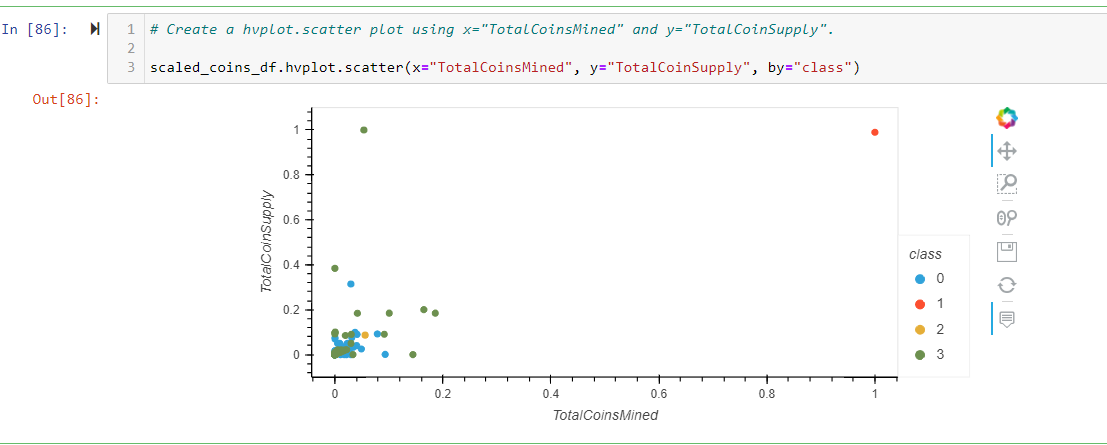 In [86]:
1 # Create a hvplot.scatter plot using x="TotalCoinsMined" and y="TotalCoinSupply".
2
3 scaled_coins_df.hvplot.scatter(x="TotalCoinsMined", y="TotalCoinSupply", by="class")
Out[86]:
1
0.8
0.6
0.4
0.2
0
TotalCoinSupply
0 0.2 0.4 0.6 0.8 1
TotalCoinsMined
class
0
1
2
3